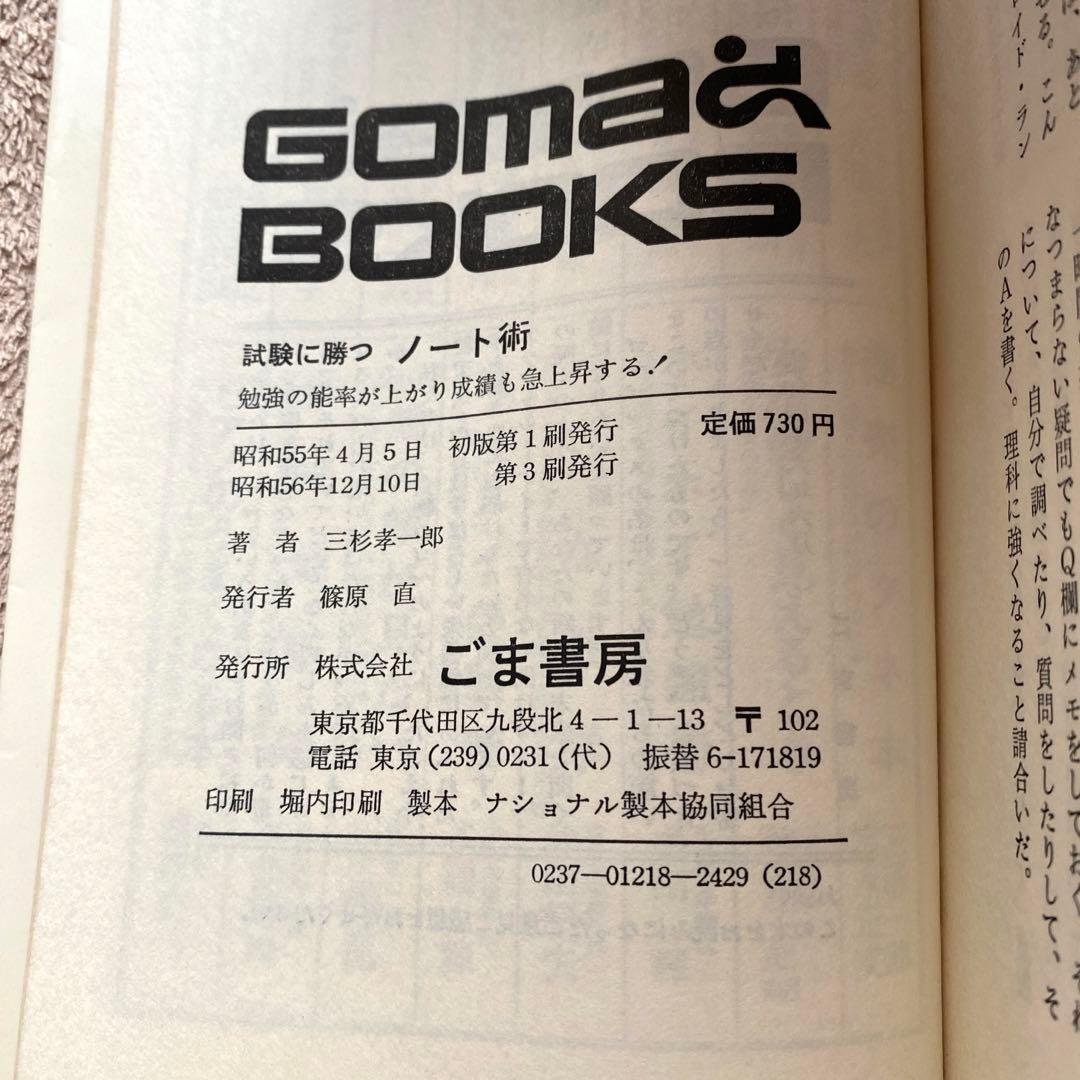 GOMA
BOOKS
試験に勝つ ノート術
勉強の能率が上がり成績も急上昇する！
昭和55年4月5日 初版第1刷発行 定価730円
昭和56年12月10日 第3刷発行
著 者 三杉孝一郎
発行者 篠原 直
発行所 株式会社 ごま書房
東京都千代田区九段北4―1―13 〒102
電話 東京(239)0231(代) 振替6-171819
印刷 堀内印刷 製本 ナショナル製本協同組合
0237―01218―2429(218)
かる。こん
イド・ラン
なつまらない疑問でもQ欄にメモをしておく。それ
について、自分で調べたり、質問をしたりして、そ
のAを書く。理科に強くなること請合いだ。